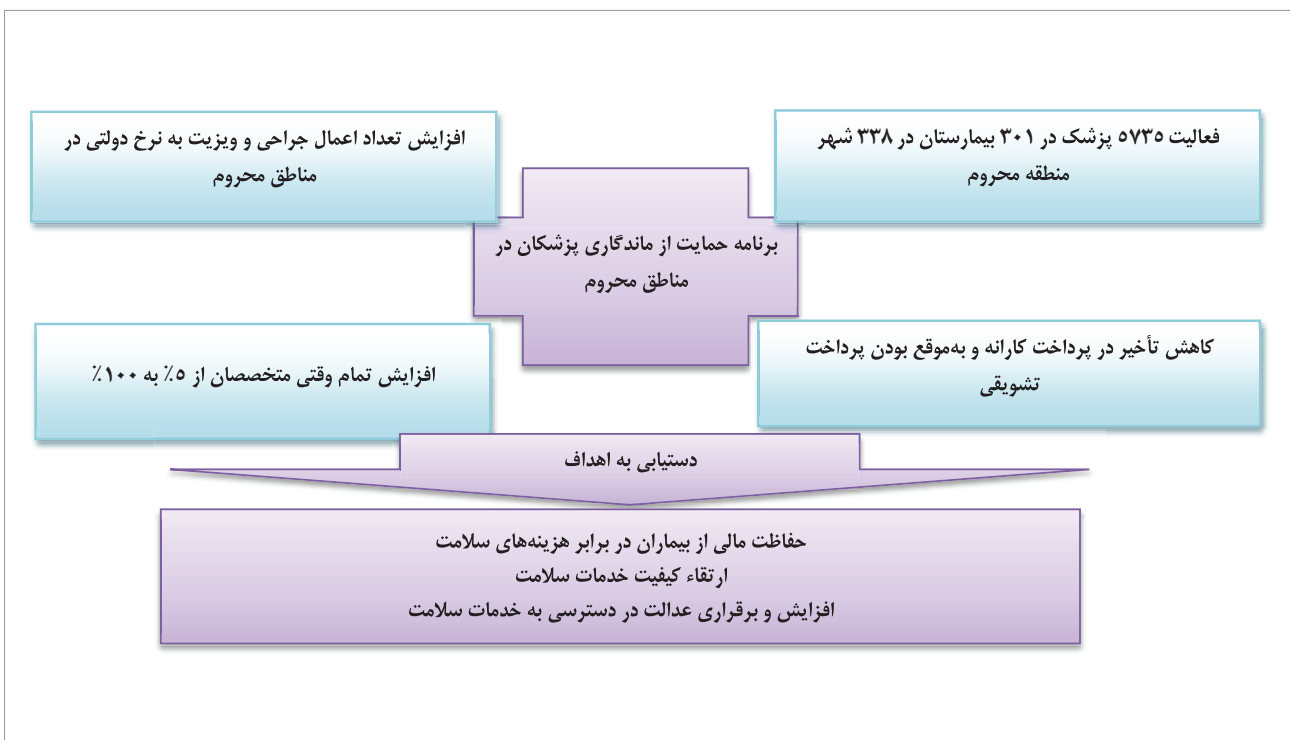 فعالیت ۵۷۳۵ پزشک در ۳۰۱ بیمارستان در ۳۳۸ شهر
منطقه محروم
افزایش تعداد اعمال جراحی و ویزیت به نرخ دولتی در
مناطق محروم
برنامه حمایت از ماندگاری پزشکان در
مناطق محروم
کاهش تأخیر در پرداخت کارانه و به‌موقع بودن پرداخت
تشویقی
افزایش تمام وقتی متخصصان از ۵٪ به ۱۰۰٪
دستیابی به اهداف
حفاظت مالی از بیماران در برابر هزینه‌های سلامت
ارتقاء کیفیت خدمات سلامت
افزایش و برقراری عدالت در دسترسی به خدمات سلامت